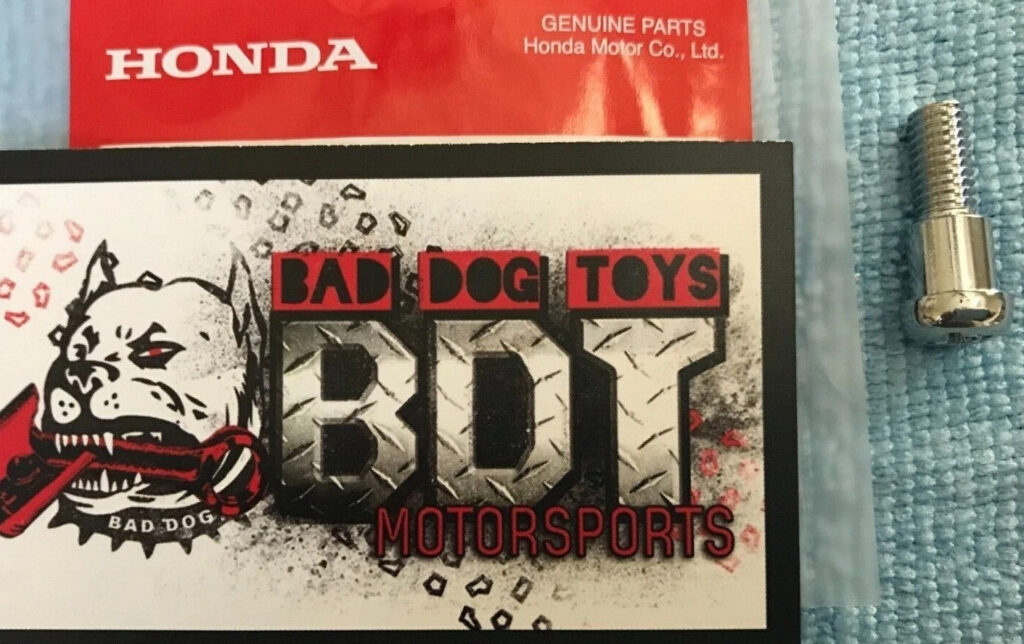 HONDA
GENUINE PARTS
Honda Motor Co., Ltd.
BAD DOG TOYS
BDT
MOTORSPORTS
BAD DOG